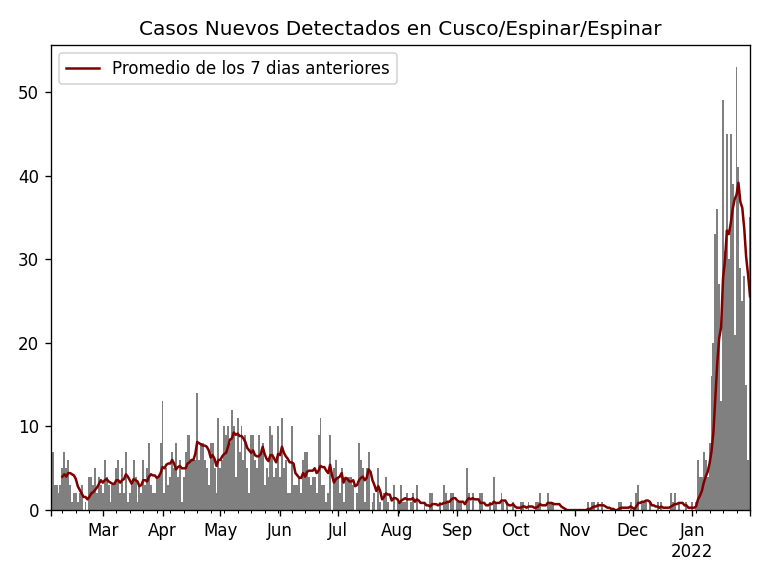 Casos Nuevos Detectados en Cusco/Espinar/Espinar
Promedio de los 7 dias anteriores
50
40
30
20
10
0
Mar Apr May Jun Jul Aug Sep Oct Nov Dec Jan
2022